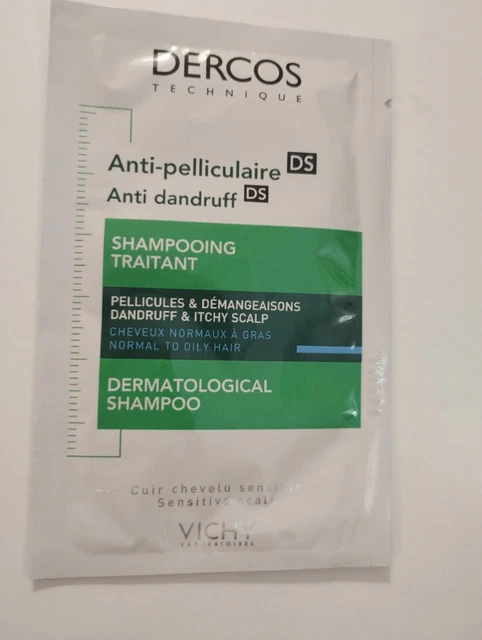 DERCOS
TECHNIQUE
Anti-pelliculaire DS
Anti dandruff DS
SHAMPOOING
TRAITANT
PELLICULES & DÉMANGEAISONS
DANDRUFF & ITCHY SCALP
CHEVEUX NORMAUX À GRAS
NORMAL TO OILY HAIR
DERMATOLOGICAL
SHAMPOO
Cuir chevelu
Sensitive
VICHY
LABORATOIRES